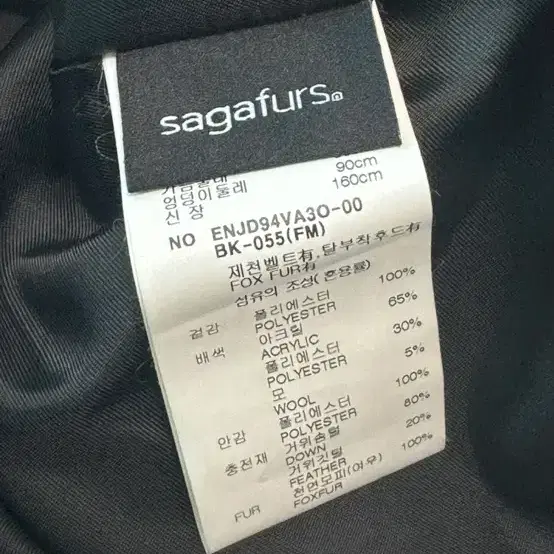 sagafurs
가슴둘레
엉덩이둘레 90cm
신장 160cm
NO ENJD94VA3O-00
BK-055(FM)
제천벨트有,탈부착후드有
FOX FUR有
섬유의 조성(혼용률)
겉감 폴리에스터 100%
POLYESTER
배색 아크릴 65%
ACRYLIC
폴리에스터 30%
POLYESTER
모 5%
WOOL
안감 폴리에스터 100%
POLYESTER
충전재 거위솜털 80%
DOWN
거위깃털 20%
FEATHER
FUR 천연모피(여우) 100%
FOXFUR